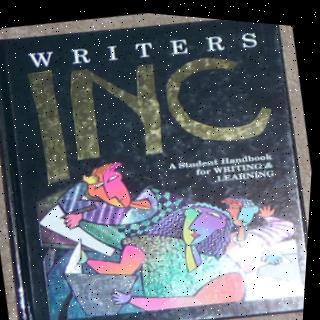 WRITERS
INC
A Student Handbook
for WRITING &
LEARNING